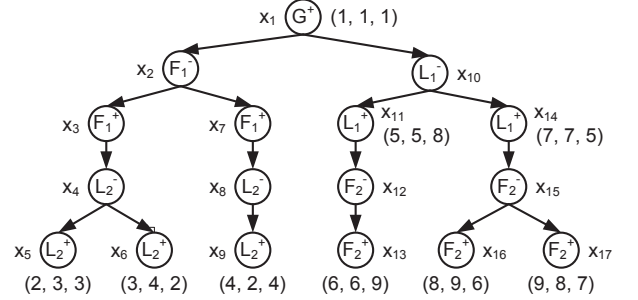 x₁ G⁺ (1, 1, 1)
x₂ F₁⁻ L₁⁻ x₁₀
x₃ F₁⁺ x₇ F₁⁺ L₁⁺ x₁₁ L₁⁺ x₁₄
(5, 5, 8) (7, 7, 5)
x₄ L₂⁻ x₈ L₂⁻ F₂⁻ x₁₂ F₂⁻ x₁₅
x₅ L₂⁺ x₆ L₂⁺ x₉ L₂⁺ F₂⁺ x₁₃ F₂⁺ x₁₆ F₂⁺ x₁₇
(2, 3, 3) (3, 4, 2) (4, 2, 4) (6, 6, 9) (8, 9, 6) (9, 8, 7)